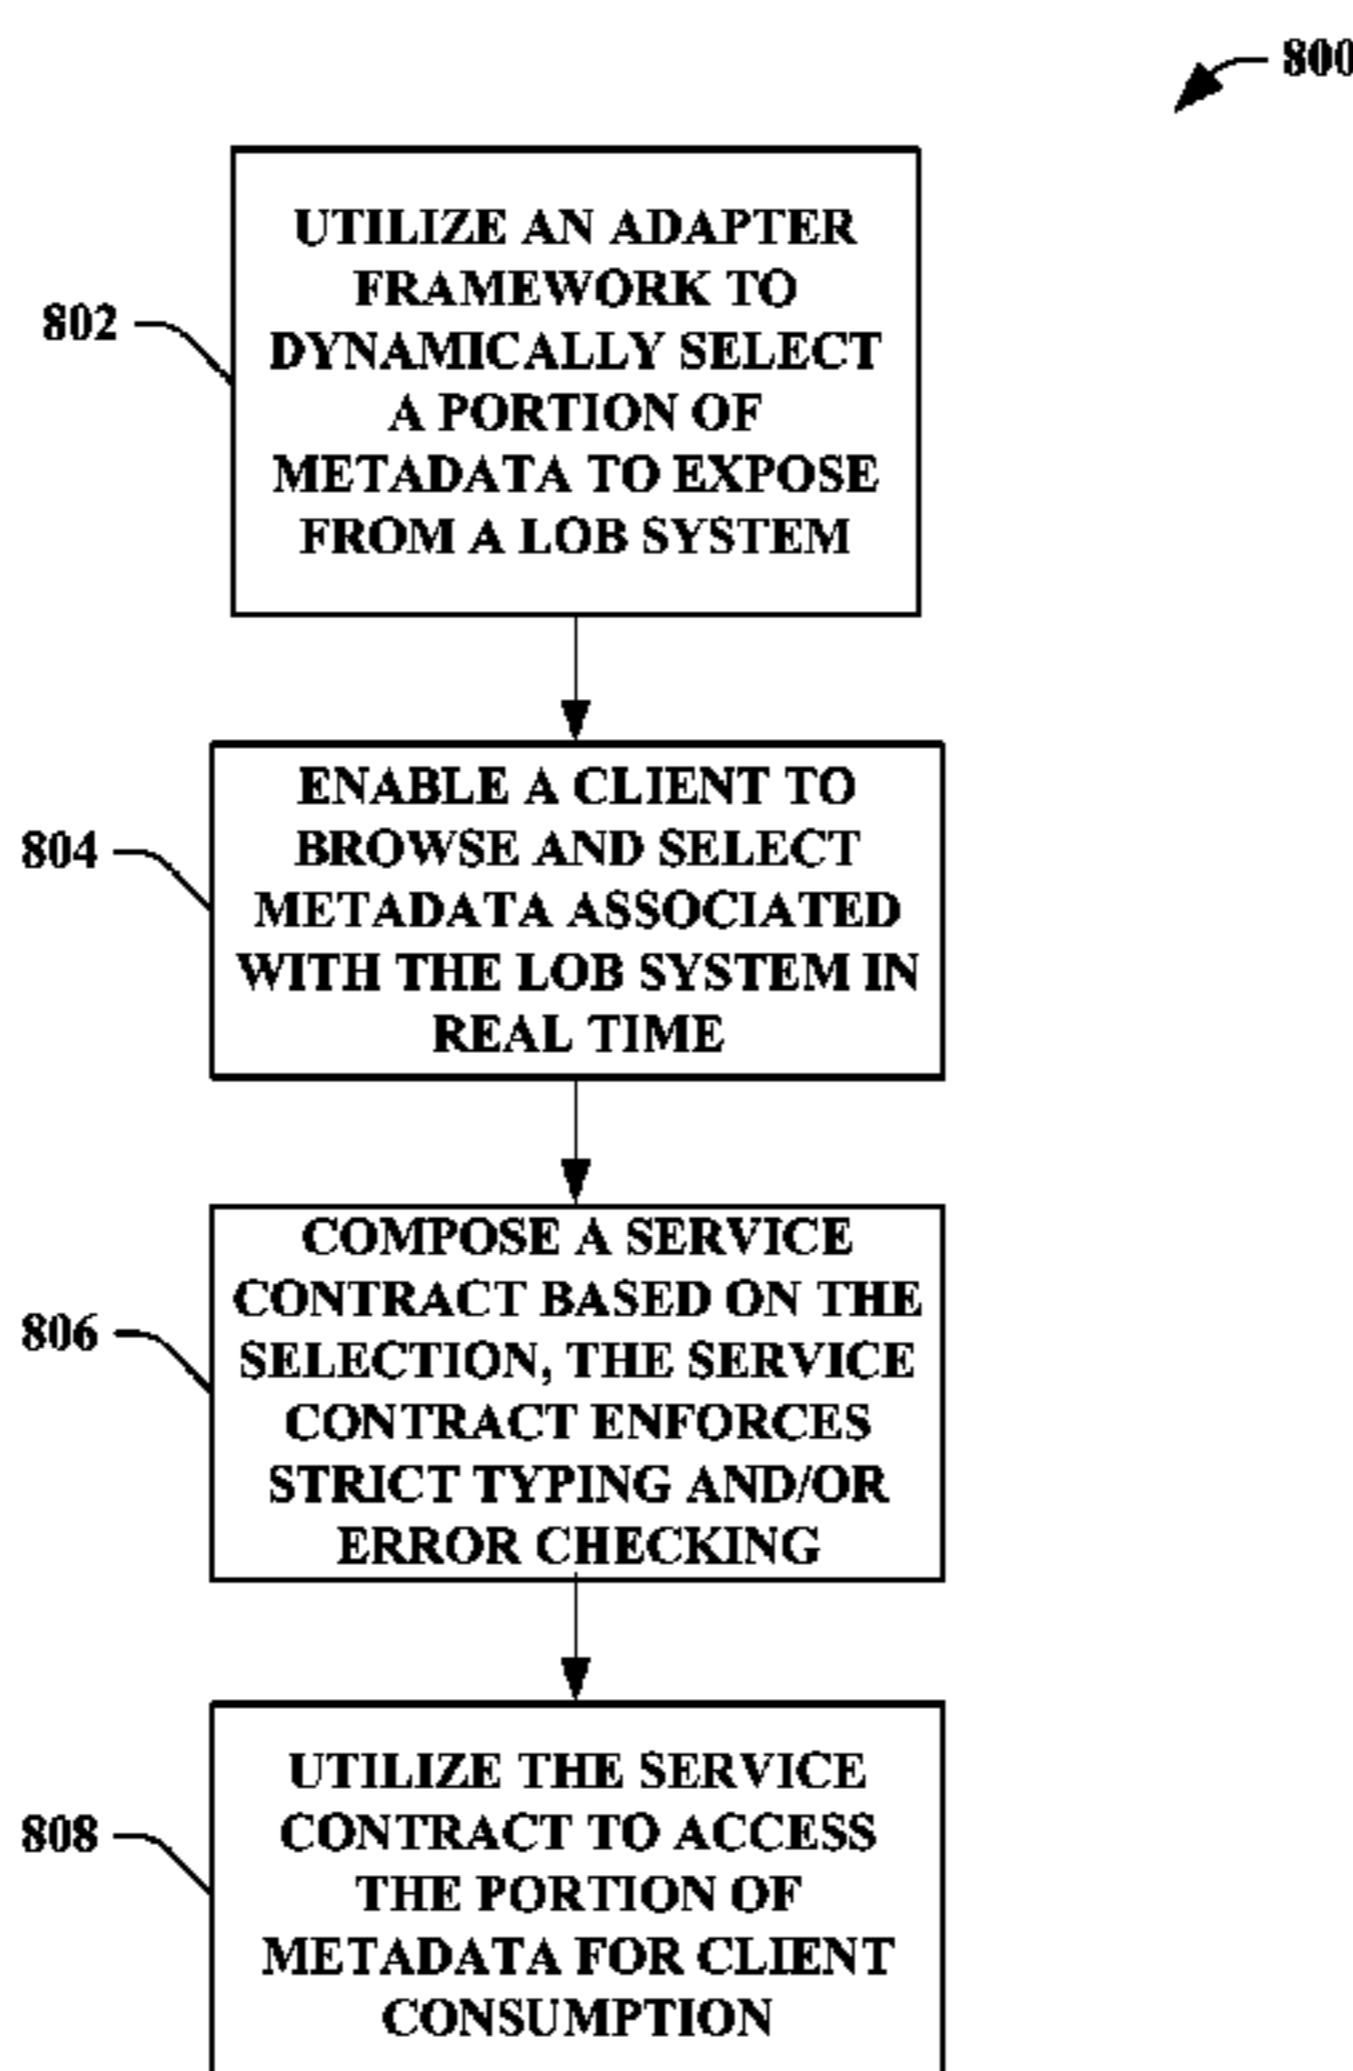 800
UTILIZE AN ADAPTER
FRAMEWORK TO
DYNAMICALLY SELECT
A PORTION OF
METADATA TO EXPOSE
FROM A LOB SYSTEM
802
ENABLE A CLIENT TO
BROWSE AND SELECT
METADATA ASSOCIATED
WITH THE LOB SYSTEM IN
REAL TIME
804
COMPOSE A SERVICE
CONTRACT BASED ON THE
SELECTION, THE SERVICE
CONTRACT ENFORCES
STRICT TYPING AND/OR
ERROR CHECKING
806
UTILIZE THE SERVICE
CONTRACT TO ACCESS
THE PORTION OF
METADATA FOR CLIENT
CONSUMPTION
808